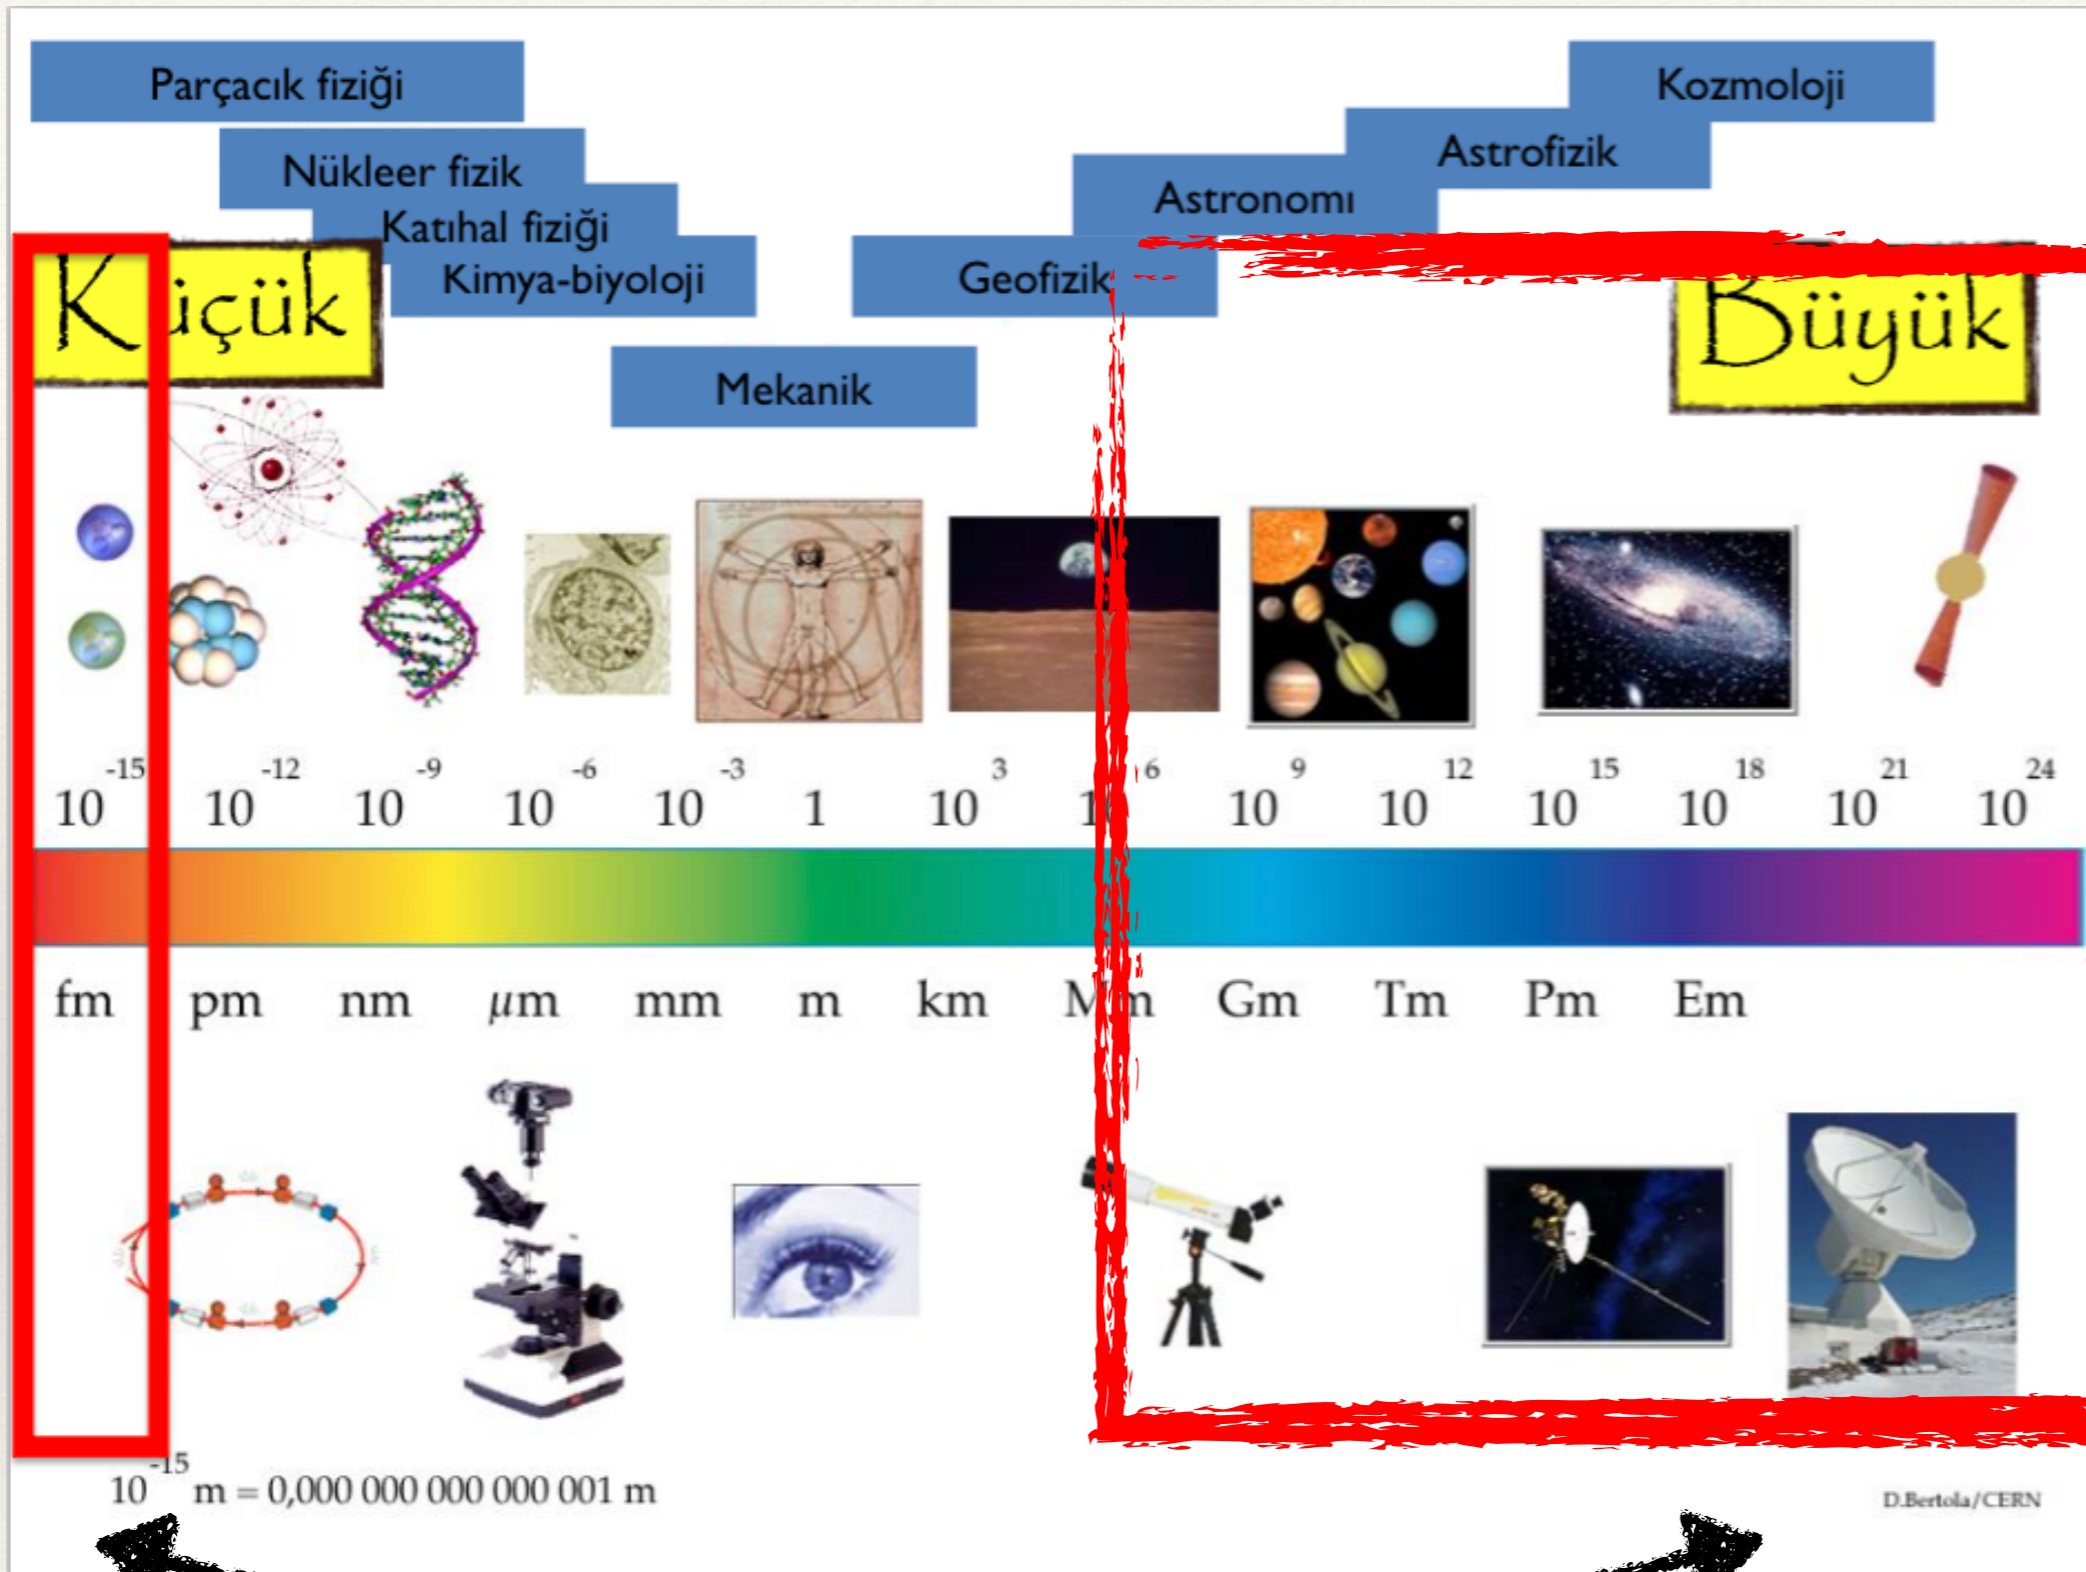 Parçacık fiziği
Kozmoloji
Nükleer fizik
Astrofizik
Katıhal fiziği
Astronomı
Kimya-biyoloji
Geofizik
Küçük
Büyük
Mekanik
10-15 10-12 10-9 10-6 10-3 1 103 106 109 1012 1015 1018 1021 1024
fm pm nm µm mm m km Mm Gm Tm Pm Em
10-15 m = 0,000 000 000 000 001 m
D.Bertola/CERN